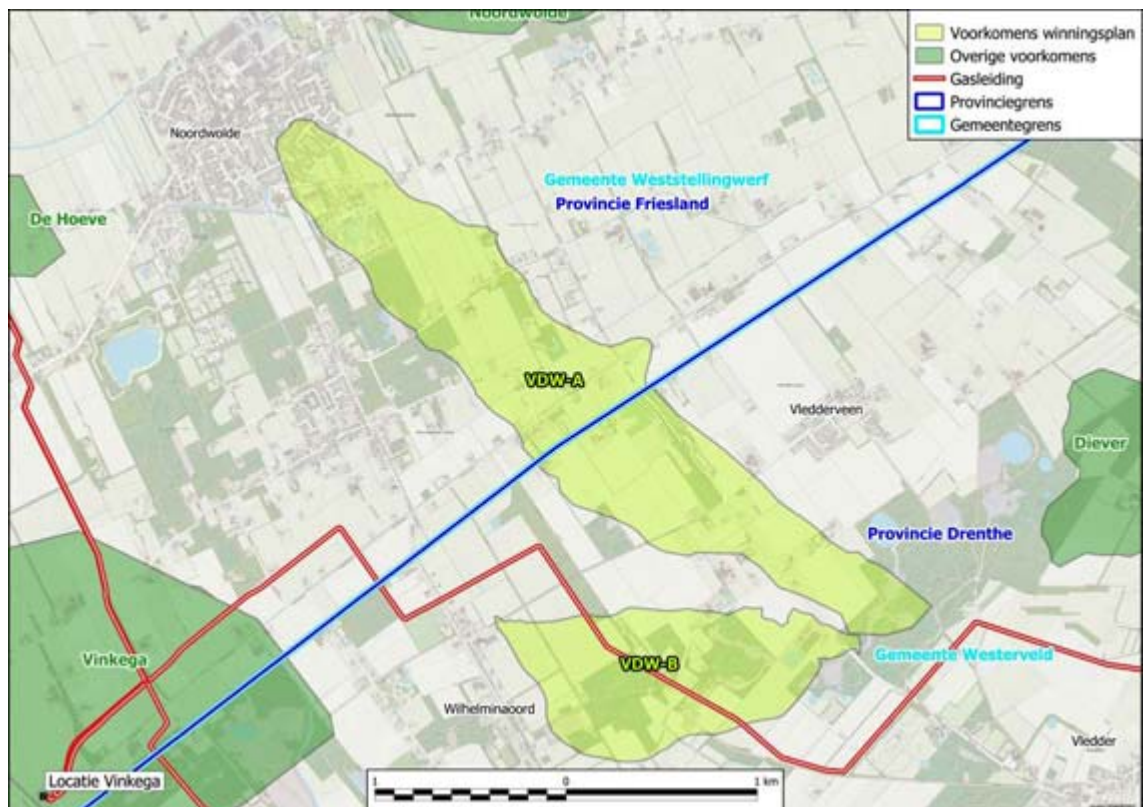 Noordwolde
Voorkomens winningsplan
Overige voorkomens
Gasleiding
Provinciegrens
Gemeentegrens
Noordwolde
Gemeente Weststellingwerf
Provincie Friesland
De Hoeve
VDW-A
Vledderveen
Diever
Provincie Drenthe
Gemeente Westerveld
Vinkega
VDW-B
Wilhelminaoord
Vledder
Locatie Vinkega
1 0 1 km